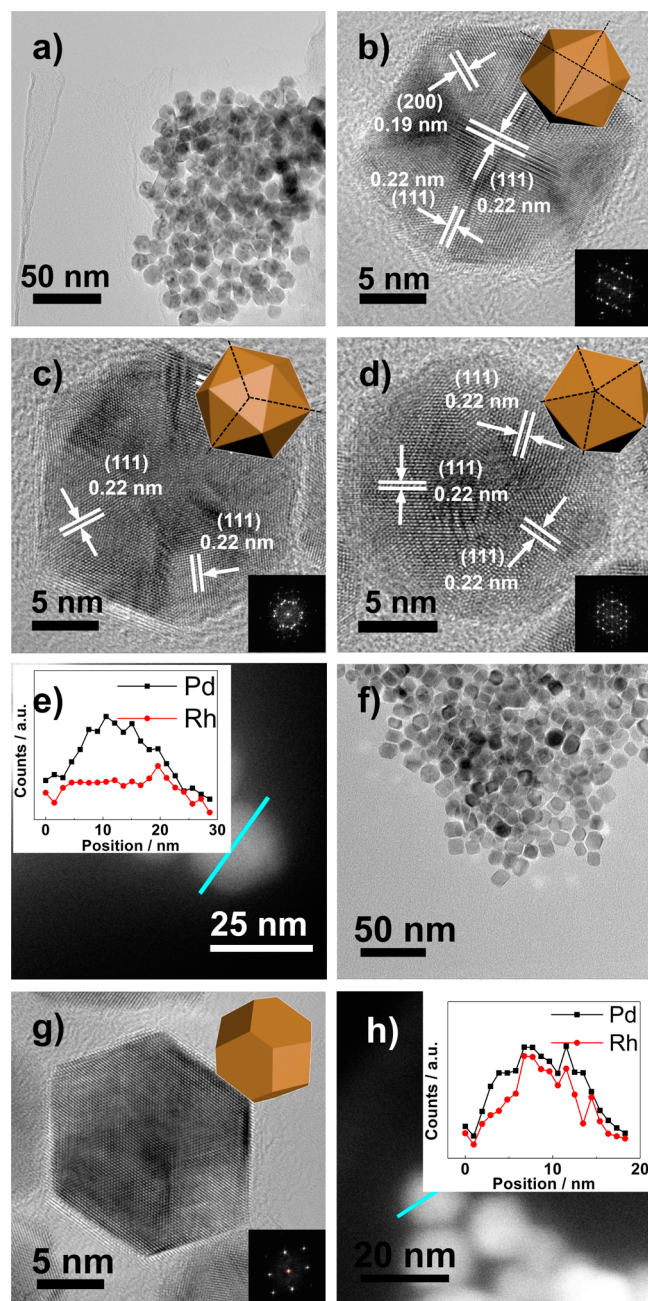 a)
50 nm
b)
(200)
0.19 nm
0.22 nm
(111)
(111)
0.22 nm
5 nm
c)
(111)
0.22 nm
(111)
0.22 nm
5 nm
d)
(111)
0.22 nm
(111)
0.22 nm
(111)
0.22 nm
5 nm
e)
Pd
Rh
Counts / a.u.
0 10 20 30
Position / nm
25 nm
f)
50 nm
g)
5 nm
h)
Pd
Rh
Counts / a.u.
0 10 20
Position / nm
20 nm